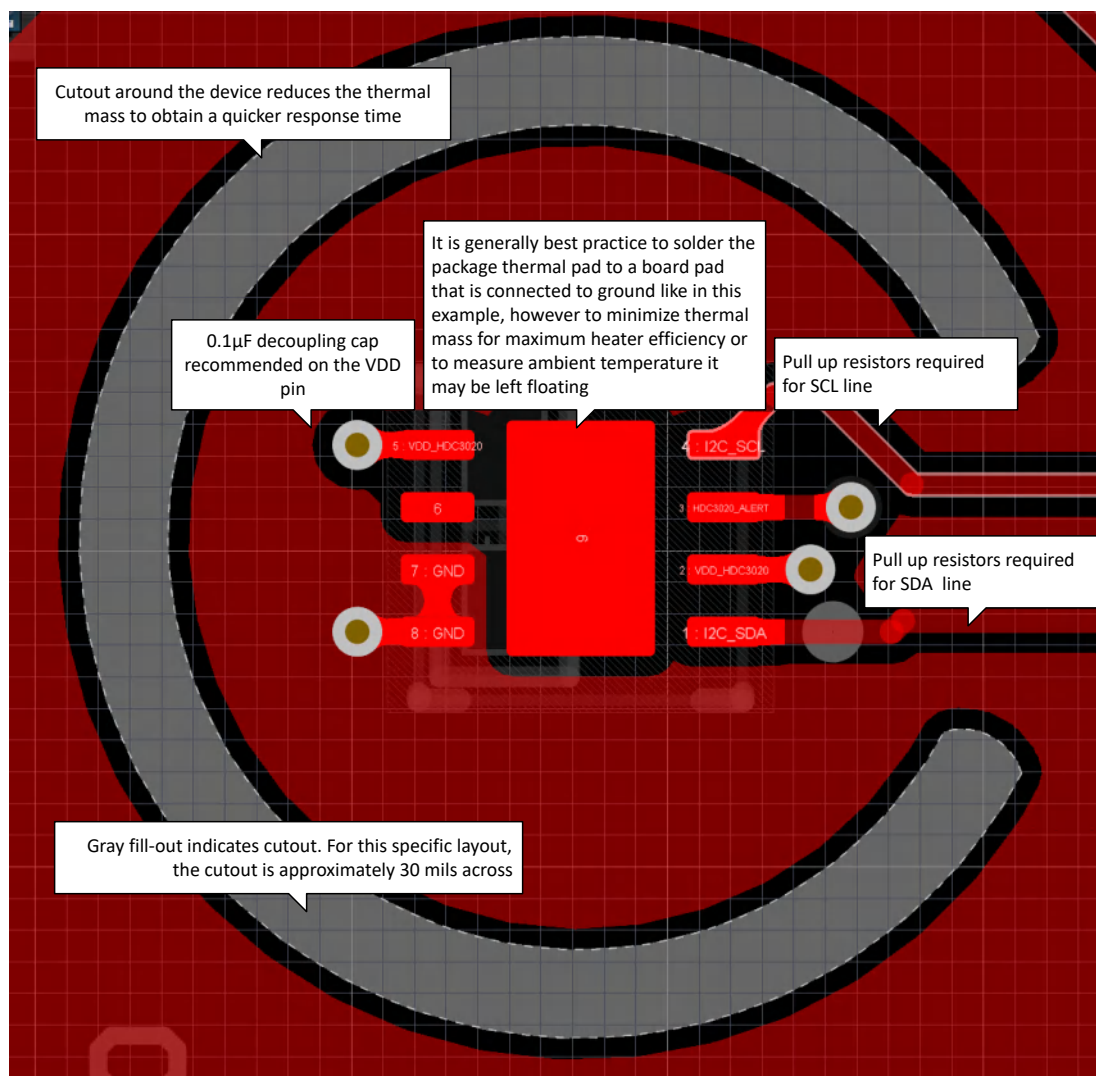 Cutout around the device reduces the thermal
mass to obtain a quicker response time
It is generally best practice to solder the
package thermal pad to a board pad
that is connected to ground like in this
example, however to minimize thermal
mass for maximum heater efficiency or
to measure ambient temperature it
may be left floating
0.1µF decoupling cap
recommended on the VDD
pin
Pull up resistors required
for SCL line
5 : VDD_HDC3020
4 : I2C_SCL
6
3 : HDC3020_ALERT
9
7 : GND
2 : VDD_HDC3020
Pull up resistors required
for SDA  line
8 : GND
1 : I2C_SDA
Gray fill-out indicates cutout. For this specific layout,
the cutout is approximately 30 mils across